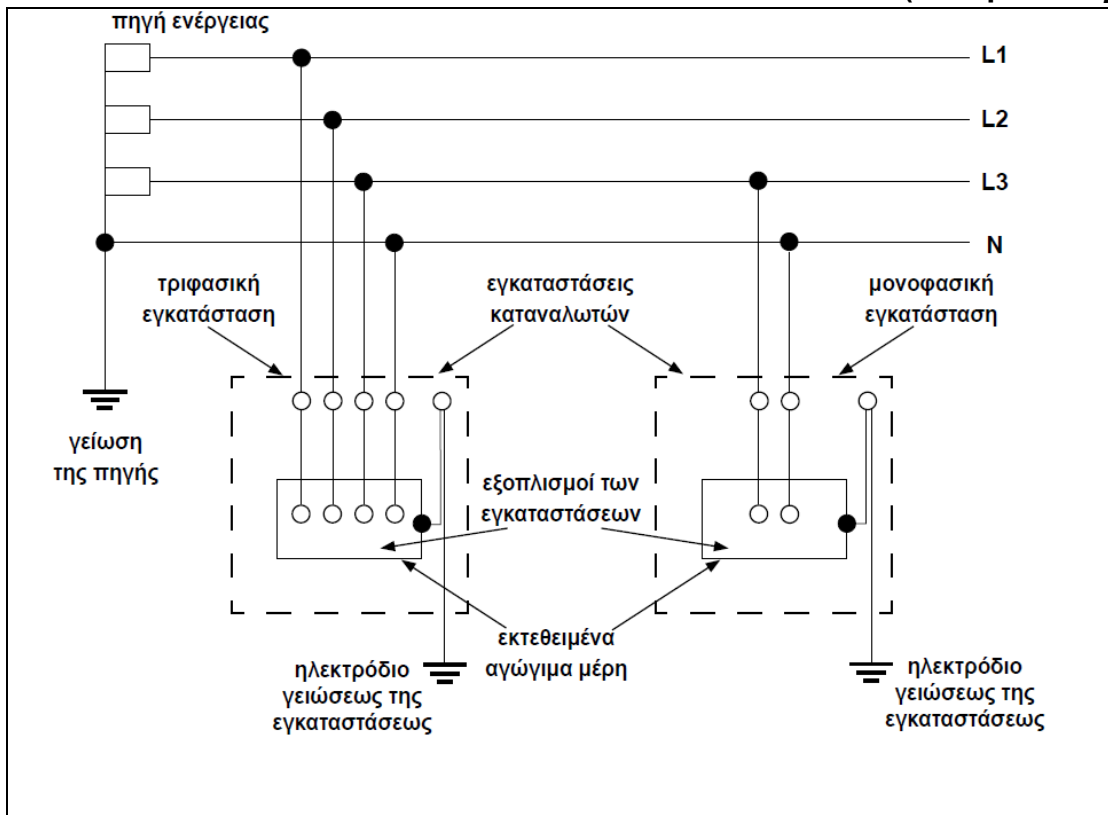 πηγή ενέργειας
L1
L2
L3
N
τριφασική
εγκατάσταση
εγκαταστάσεις
καταναλωτών
μονοφασική
εγκατάσταση
γείωση
της πηγής
εξοπλισμοί των
εγκαταστάσεων
εκτεθειμένα
αγώγιμα μέρη
ηλεκτρόδιο
γειώσεως της
εγκαταστάσεως
ηλεκτρόδιο
γειώσεως της
εγκαταστάσεως